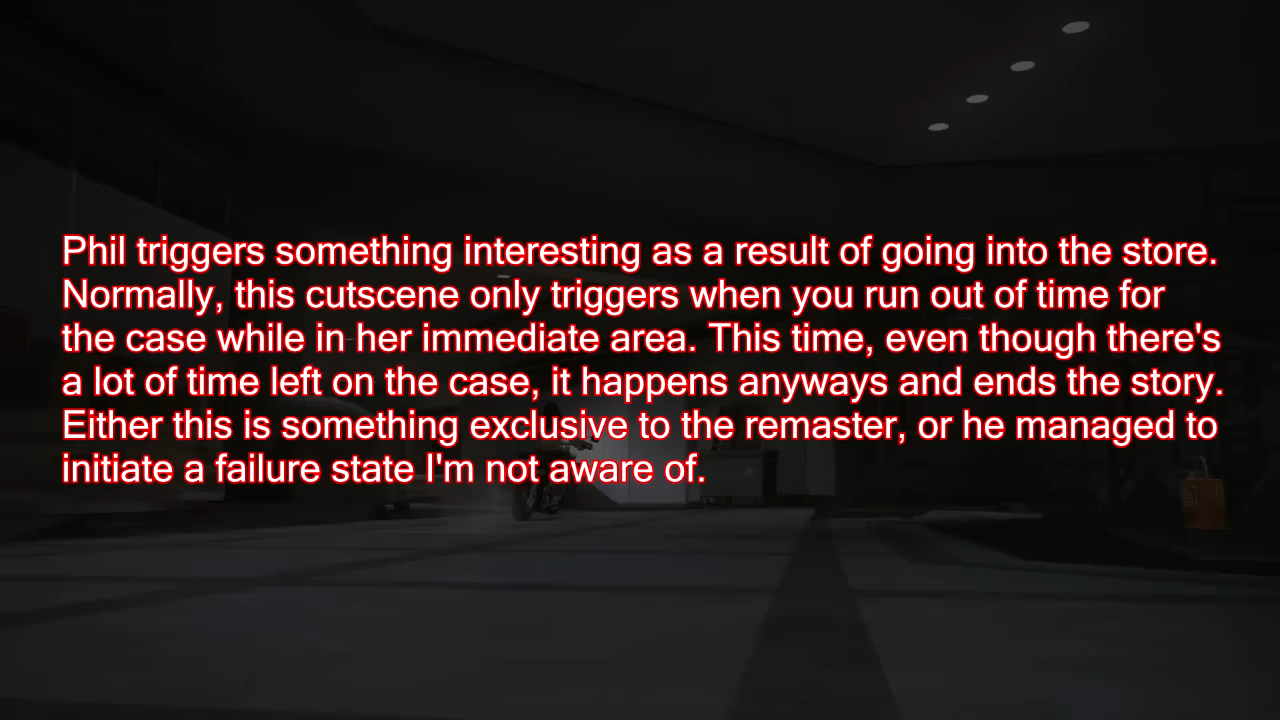 Phil triggers something interesting as a result of going into the store.
Normally, this cutscene only triggers when you run out of time for
the case while in her immediate area. This time, even though there's
a lot of time left on the case, it happens anyways and ends the story.
Either this is something exclusive to the remaster, or he managed to
initiate a failure state I'm not aware of.